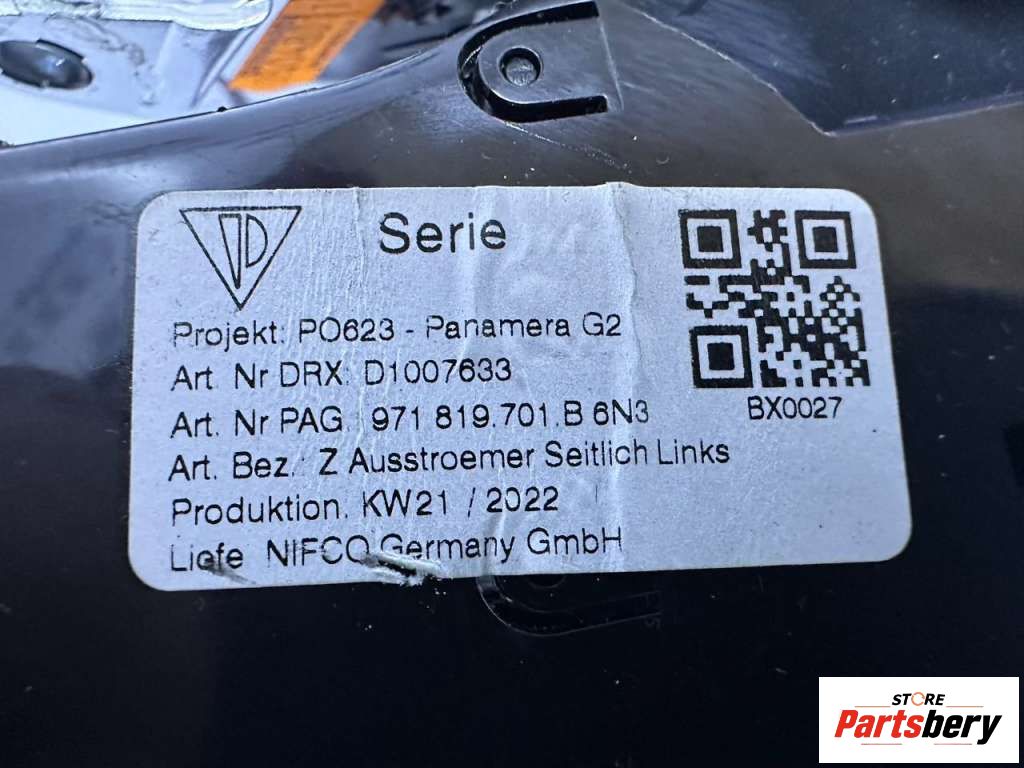 Serie
Projekt: PO623 - Panamera G2
Art. Nr DRX: D1007633
Art. Nr PAG. 971 819.701.B 6N3
BX0027
Art. Bez.: Z Ausstroemer Seitlich Links
Produktion. KW21 / 2022
Liefe NIFCO Germany GmbH
STORE
Partsbery